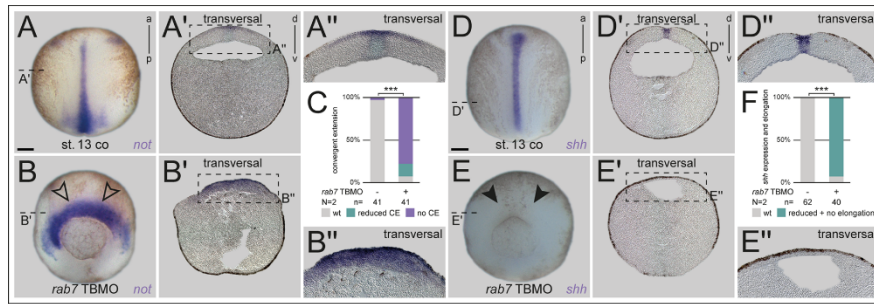 A
a
p
A'
st. 13 co
not
A'
transversal
d
v
A''
A''
transversal
D
a
p
D'
st. 13 co
shh
D'
transversal
d
v
D''
D''
transversal
B
B'
rab7 TBMO
not
B'
transversal
B''
B''
transversal
C
***
100%
50%
0%
convergent extension
rab7 TBMO - +
N=2 n= 41 41
wt reduced CE no CE
E
E'
rab7 TBMO
shh
E'
transversal
E''
E''
transversal
F
***
100%
50%
0%
shh expression and elongation
rab7 TBMO - +
N=2 n= 62 40
wt reduced + no elongation